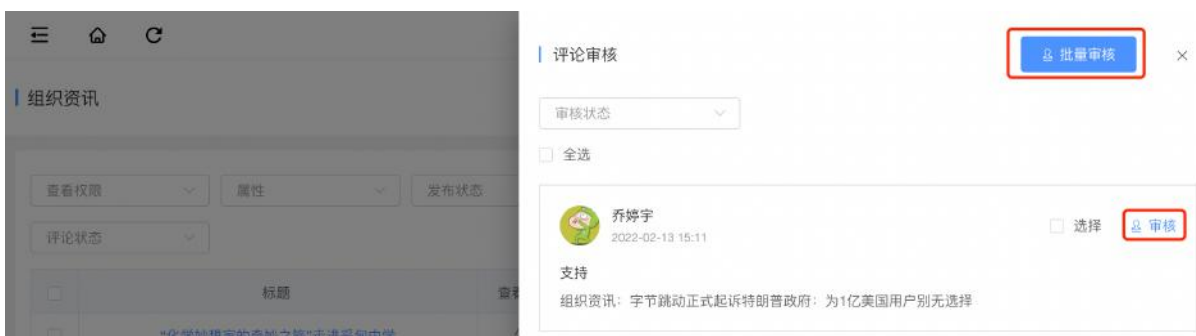 评论审核
批量审核
组织资讯
审核状态
全选
查看权限
属性
发布状态
乔婷宇
2022-02-13 15:11
选择
审核
评论状态
支持
标题
查看
组织资讯：字节跳动正式起诉特朗普政府：为1亿美国用户别无选择